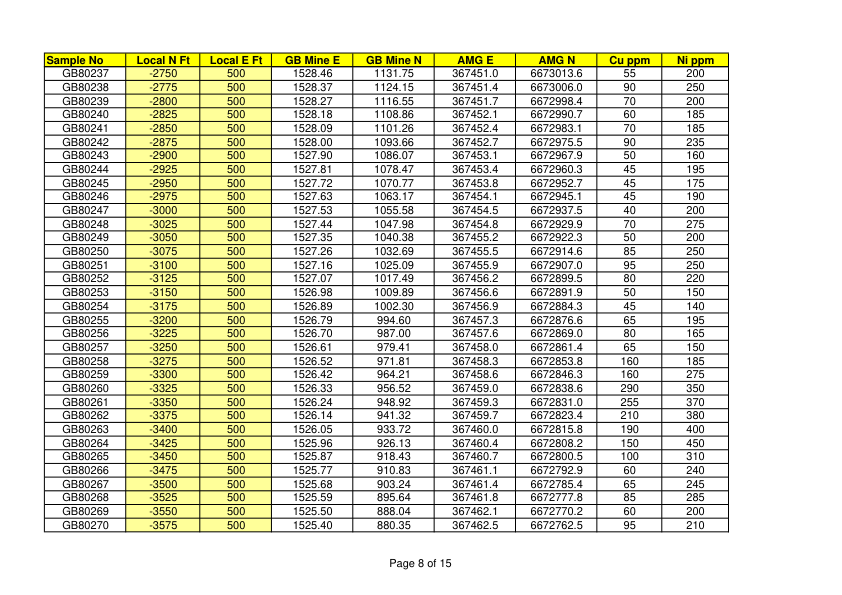 Sample No Local N Ft Local E Ft GB Mine E GB Mine N AMG E AMG N Cu ppm Ni ppm
GB80237 -2750 500 1528.46 1131.75 367451.0 6673013.6 55 200
GB80238 -2775 500 1528.37 1124.15 367451.4 6673006.0 90 250
GB80239 -2800 500 1528.27 1116.55 367451.7 6672998.4 70 200
GB80240 -2825 500 1528.18 1108.86 367452.1 6672990.7 60 185
GB80241 -2850 500 1528.09 1101.26 367452.4 6672983.1 70 185
GB80242 -2875 500 1528.00 1093.66 367452.7 6672975.5 90 235
GB80243 -2900 500 1527.90 1086.07 367453.1 6672967.9 50 160
GB80244 -2925 500 1527.81 1078.47 367453.4 6672960.3 45 195
GB80245 -2950 500 1527.72 1070.77 367453.8 6672952.7 45 175
GB80246 -2975 500 1527.63 1063.17 367454.1 6672945.1 45 190
GB80247 -3000 500 1527.53 1055.58 367454.5 6672937.5 40 200
GB80248 -3025 500 1527.44 1047.98 367454.8 6672929.9 70 275
GB80249 -3050 500 1527.35 1040.38 367455.2 6672922.3 50 200
GB80250 -3075 500 1527.26 1032.69 367455.5 6672914.6 85 250
GB80251 -3100 500 1527.16 1025.09 367455.9 6672907.0 95 250
GB80252 -3125 500 1527.07 1017.49 367456.2 6672899.5 80 220
GB80253 -3150 500 1526.98 1009.89 367456.6 6672891.9 50 150
GB80254 -3175 500 1526.89 1002.30 367456.9 6672884.3 45 140
GB80255 -3200 500 1526.79 994.60 367457.3 6672876.6 65 195
GB80256 -3225 500 1526.70 987.00 367457.6 6672869.0 80 165
GB80257 -3250 500 1526.61 979.41 367458.0 6672861.4 65 150
GB80258 -3275 500 1526.52 971.81 367458.3 6672853.8 160 185
GB80259 -3300 500 1526.42 964.21 367458.6 6672846.3 160 275
GB80260 -3325 500 1526.33 956.52 367459.0 6672838.6 290 350
GB80261 -3350 500 1526.24 948.92 367459.3 6672831.0 255 370
GB80262 -3375 500 1526.14 941.32 367459.7 6672823.4 210 380
GB80263 -3400 500 1526.05 933.72 367460.0 6672815.8 190 400
GB80264 -3425 500 1525.96 926.13 367460.4 6672808.2 150 450
GB80265 -3450 500 1525.87 918.43 367460.7 6672800.5 100 310
GB80266 -3475 500 1525.77 910.83 367461.1 6672792.9 60 240
GB80267 -3500 500 1525.68 903.24 367461.4 6672785.4 65 245
GB80268 -3525 500 1525.59 895.64 367461.8 6672777.8 85 285
GB80269 -3550 500 1525.50 888.04 367462.1 6672770.2 60 200
GB80270 -3575 500 1525.40 880.35 367462.5 6672762.5 95 210
Page 8 of 15